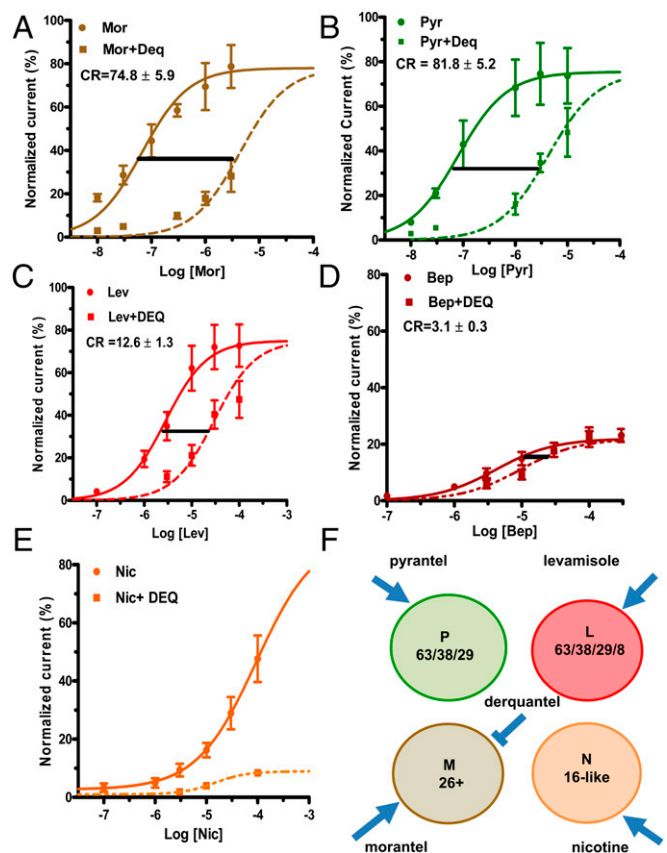 A
Mor
Mor+Deq
CR=74.8 ± 5.9
Normalized current (%)
100
80
60
40
20
0
-8
-7
-6
-5
-4
Log [Mor]
B
Pyr
Pyr+Deq
CR = 81.8 ± 5.2
Normalized Current (%)
100
80
60
40
20
0
-8
-7
-6
-5
-4
Log [Pyr]
C
Lev
Lev+DEQ
CR =12.6 ± 1.3
Normalized current (%)
100
80
60
40
20
0
-7
-6
-5
-4
-3
Log [Lev]
D
Bep
Bep+DEQ
CR=3.1 ± 0.3
Normalized current (%)
80
60
40
20
0
-7
-6
-5
-4
Log [Bep]
E
Nic
Nic+ DEQ
Normalized current (%)
80
60
40
20
0
-7
-6
-5
-4
-3
Log [Nic]
F
pyrantel
levamisole
P
63/38/29
L
63/38/29/8
derquantel
M
26+
N
16-like
morantel
nicotine